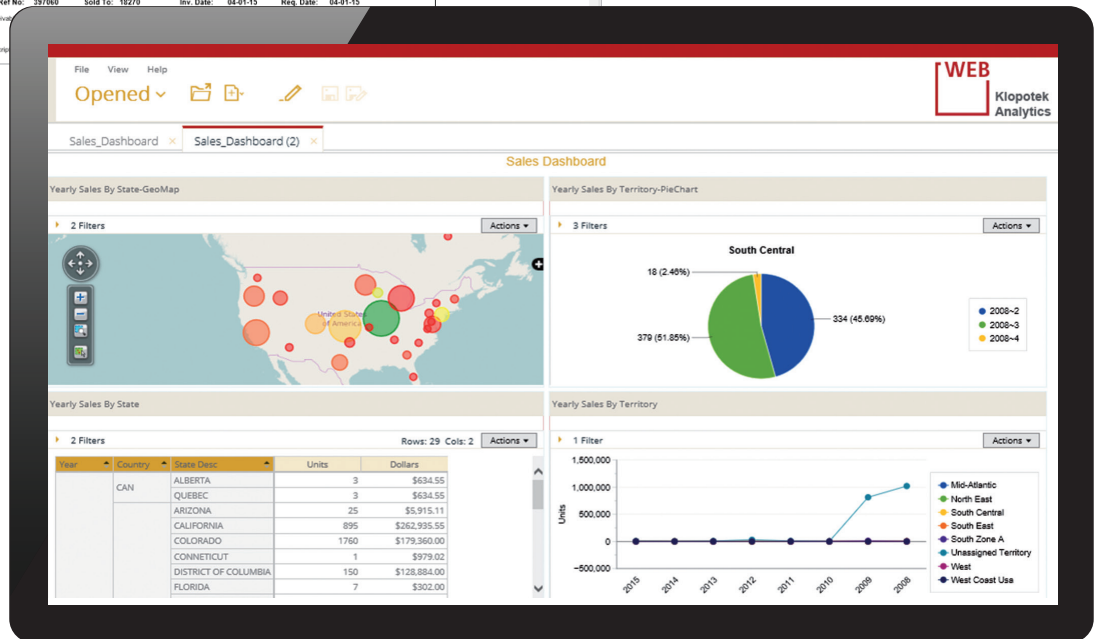 Ref No: 397060 Sold To: 18270 Inv. Date: 04-01-15 Req. Date: 04-01-15
File View Help
Opened
WEB
Klopotek
Analytics
Sales_Dashboard × Sales_Dashboard (2) ×
Sales Dashboard
Yearly Sales By State-GeoMap
2 Filters Actions
United States
of America
Yearly Sales By Territory-PieChart
3 Filters Actions
South Central
18 (2.46%)
334 (45.69%)
379 (51.85%)
2008~2
2008~3
2008~4
Yearly Sales By State
2 Filters Rows: 29 Cols: 2 Actions
Year Country State Desc Units Dollars
CAN
ALBERTA 3 $634.55
QUEBEC 3 $634.55
ARIZONA 25 $5,915.11
CALIFORNIA 895 $262,935.55
COLORADO 1760 $179,360.00
CONNETICUT 1 $979.02
DISTRICT OF COLUMBIA 150 $128,884.00
FLORIDA 7 $302.00
Yearly Sales By Territory
1 Filter Actions
Units
1,500,000
1,000,000
500,000
0
-500,000
2015 2014 2013 2012 2011 2010 2009 2008
Mid-Atlantic
North East
South Central
South East
South Zone A
Unassigned Territory
West
West Coast Usa